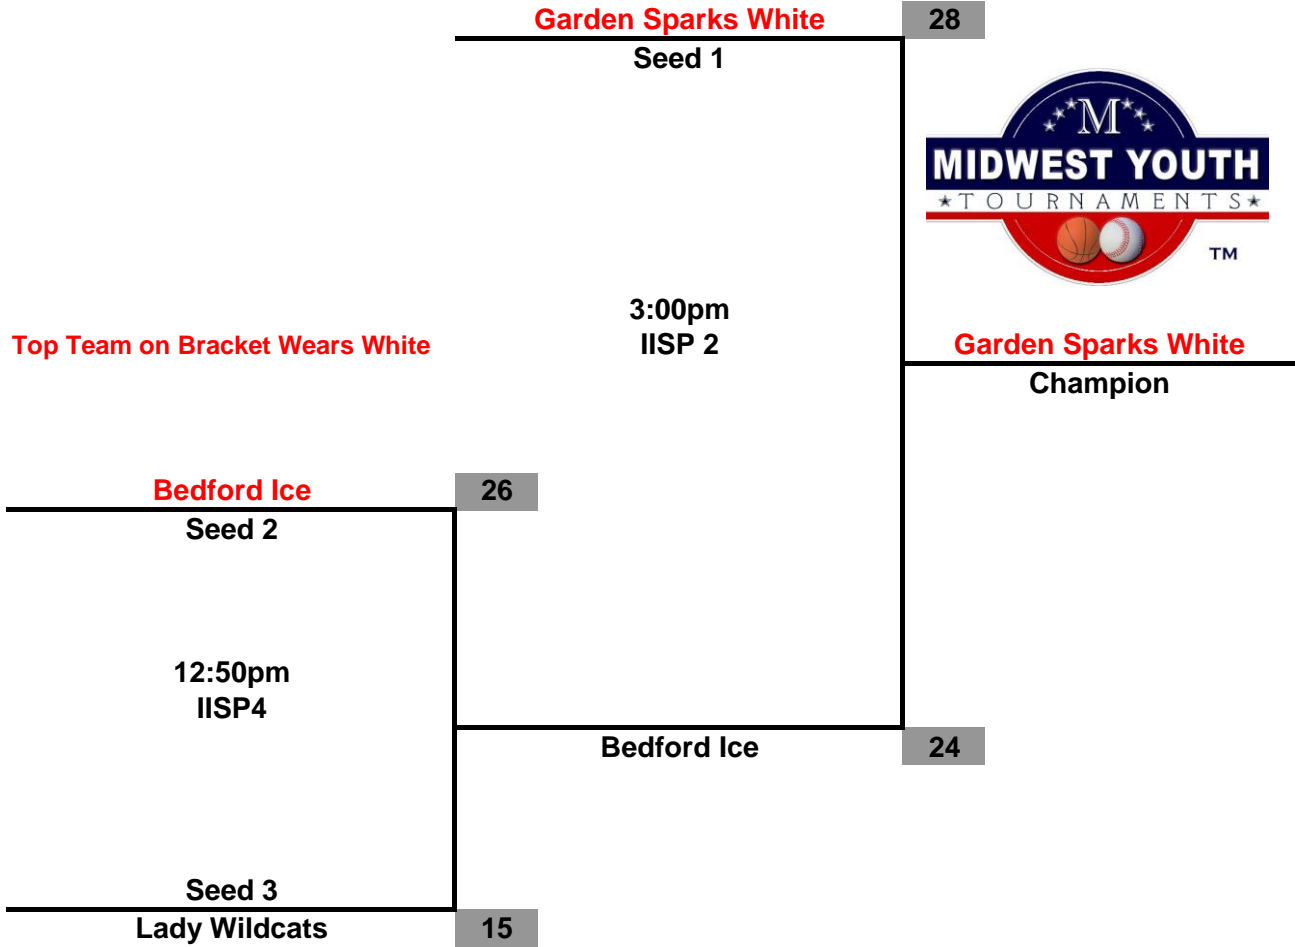 Garden Sparks White 28
Seed 1
M
MIDWEST YOUTH
TOURNAMENTS
TM
3:00pm
Top Team on Bracket Wears White IISP 2 Garden Sparks White
Champion
Bedford Ice 26
Seed 2
12:50pm
IISP4
Bedford Ice 24
Seed 3
Lady Wildcats 15